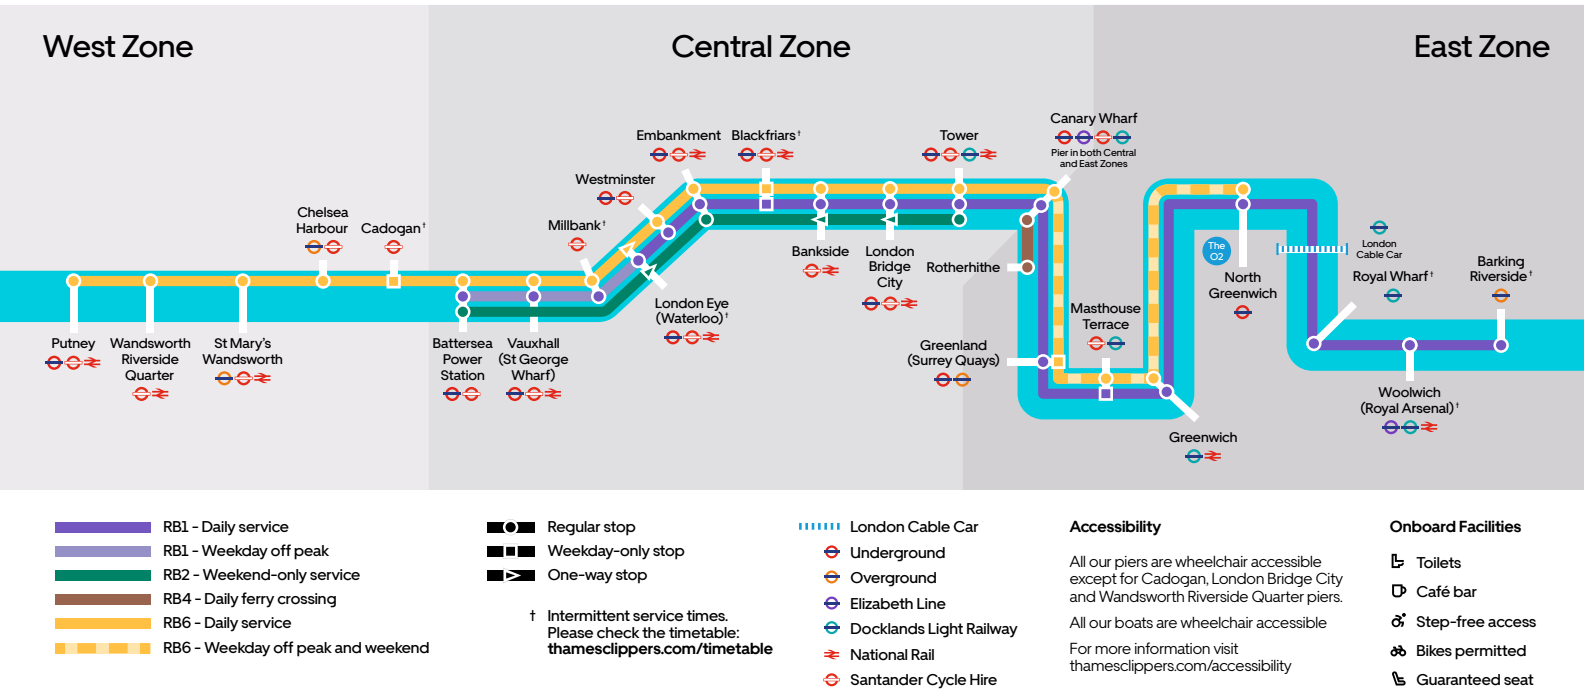 West Zone
Central Zone
East Zone
Canary Wharf
Pier in both Central
and East Zones
Embankment
Blackfriars†
Tower
Westminster
Millbank†
Chelsea
Harbour
Cadogan†
Bankside
London
Bridge
City
Rotherhithe
The
O2
London
Cable Car
Royal Wharf†
Barking
Riverside†
North
Greenwich
London Eye
(Waterloo)†
Masthouse
Terrace
Putney
Wandsworth
Riverside
Quarter
St Mary's
Wandsworth
Battersea
Power
Station
Vauxhall
(St George
Wharf)
Greenland
(Surrey Quays)
Woolwich
(Royal Arsenal)†
Greenwich
RB1 - Daily service
RB1 - Weekday off peak
RB2 - Weekend-only service
RB4 - Daily ferry crossing
RB6 - Daily service
RB6 - Weekday off peak and weekend
Regular stop
Weekday-only stop
One-way stop
† Intermittent service times.
Please check the timetable:
thamesclippers.com/timetable
London Cable Car
Underground
Overground
Elizabeth Line
Docklands Light Railway
National Rail
Santander Cycle Hire
Accessibility
All our piers are wheelchair accessible
except for Cadogan, London Bridge City
and Wandsworth Riverside Quarter piers.
All our boats are wheelchair accessible
For more information visit
thamesclippers.com/accessibility
Onboard Facilities
Toilets
Café bar
Step-free access
Bikes permitted
Guaranteed seat